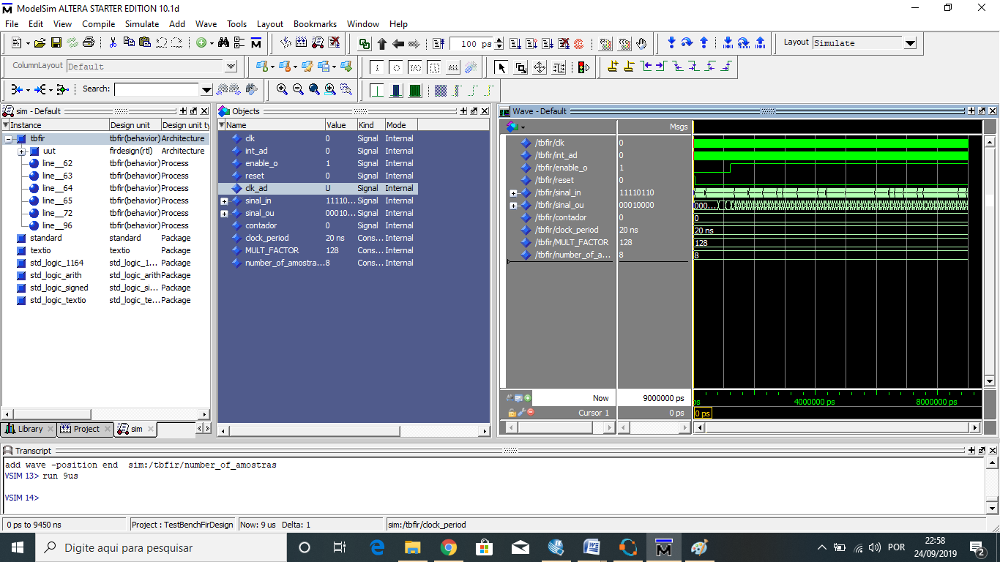 ModelSim ALTERA STARTER EDITION 10.1d
File Edit View Compile Simulate Add Wave Tools Layout Bookmarks Window Help
100 ps Layout Simulate
ColumnLayout Default ALL
Search:
sim - Default
Instance Design unit Design unit ty
tbfir tbfir(behavior) Architecture
uut firdesign(rtl) Architecture
line__62 tbfir(behavior) Process
line__63 tbfir(behavior) Process
line__64 tbfir(behavior) Process
line__65 tbfir(behavior) Process
line__72 tbfir(behavior) Process
line__96 tbfir(behavior) Process
standard standard Package
textio textio Package
std_logic_1164 std_logic_1... Package
std_logic_arith std_logic_arith Package
std_logic_signed std_logic_si... Package
std_logic_textio std_logic_te... Package
Library Project sim
Objects
Name Value Kind Mode
clk 0 Signal Internal
int_ad 0 Signal Internal
enable_o 1 Signal Internal
reset 0 Signal Internal
clk_ad U Signal Internal
sinal_in 11110... Signal Internal
sinal_ou 00010... Signal Internal
contador 0 Signal Internal
clock_period 20 ns Cons... Internal
MULT_FACTOR 128 Cons... Internal
number_of_amostra... 8 Cons... Internal
Wave - Default
Msgs
/tbfir/clk 0
/tbfir/int_ad 0
/tbfir/enable_o 1
/tbfir/reset 0
/tbfir/sinal_in 11110110
/tbfir/sinal_ou 00010000 000...
/tbfir/contador 0 0
/tbfir/clock_period 20 ns 20 ns
/tbfir/MULT_FACTOR 128 128
/tbfir/number_of_a... 8 8
Now 9000000 ps ps 4000000 ps 8000000 ps
Cursor 1 0 ps 0 ps
Transcript
add wave -position end  sim:/tbfir/number_of_amostras
VSIM 13> run 9us
VSIM 14>
0 ps to 9450 ns Project : TestBenchFirDesign Now: 9 us Delta: 1 sim:/tbfir/clock_period
Digite aqui para pesquisar
POR
22:58
24/09/2019
2